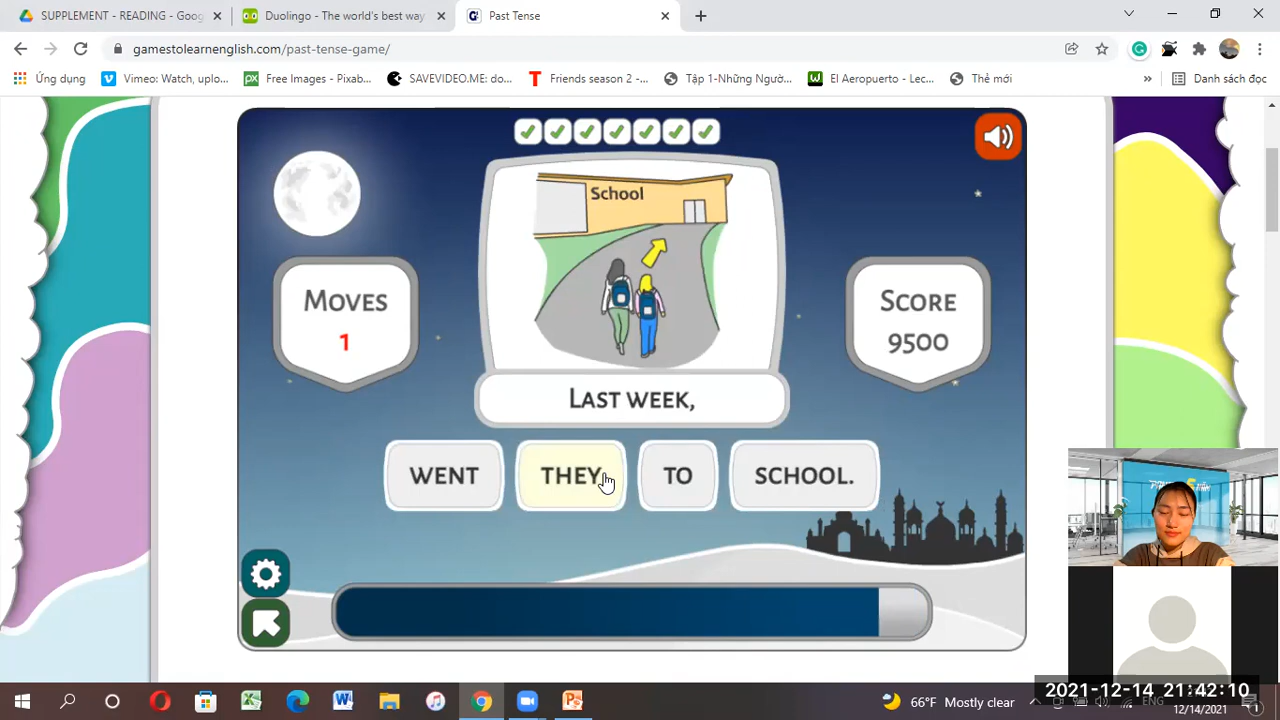 SUPPLEMENT - READING - Goog
Duolingo - The world's best way
Past Tense
gamestolearnenglish.com/past-tense-game/
Ứng dụng
Vimeo: Watch, uplo...
Free Images - Pixab...
SAVEVIDEO.ME: do...
Friends season 2 -...
Tập 1-Những Ngườ...
El Aeropuerto - Lec...
Thẻ mới
»
Danh sách đọc
School
MOVES
1
SCORE
9500
LAST WEEK,
WENT THEY TO SCHOOL.
2021-12-14 21:42:10
66°F Mostly clear
ENG
12/14/2021